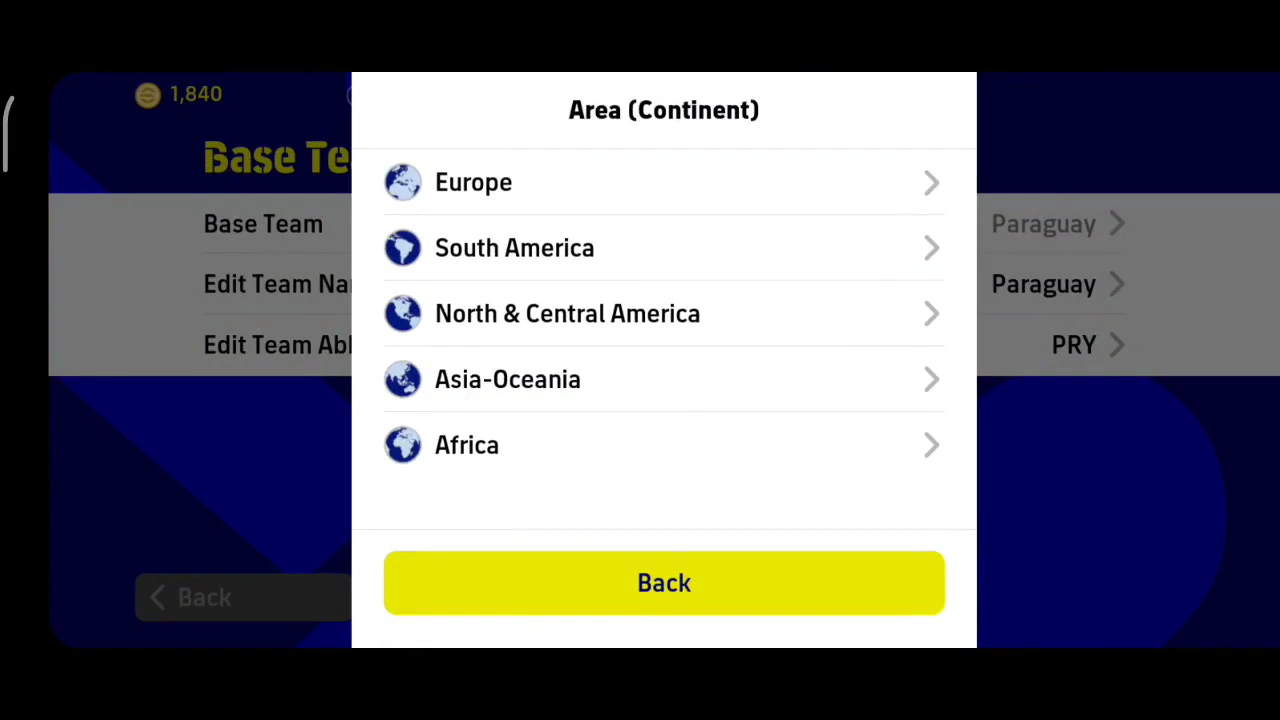 1,840
Area (Continent)
Base Te
Europe
Base Team
Paraguay
South America
Edit Team Na
Paraguay
North & Central America
Edit Team Ab
PRY
Asia-Oceania
Africa
Back
Back